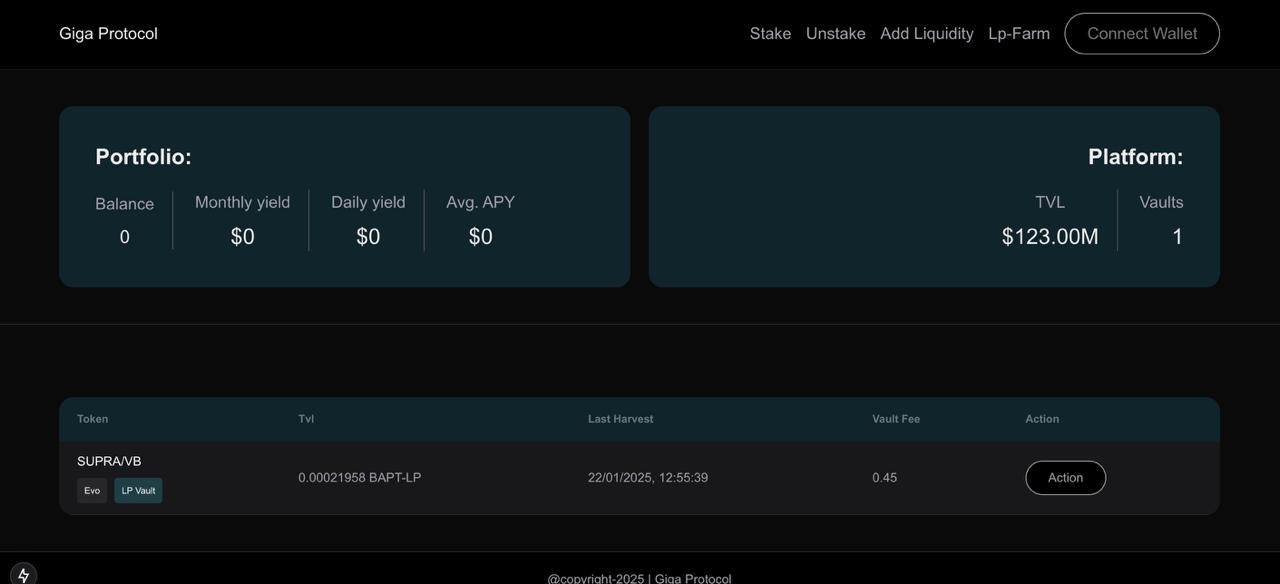 Giga Protocol
Stake Unstake Add Liquidity Lp-Farm Connect Wallet
Portfolio:
Balance Monthly yield Daily yield Avg. APY
0 $0 $0 $0
Platform:
TVL Vaults
$123.00M 1
Token Tvl Last Harvest Vault Fee Action
SUPRA/VB
Evo LP Vault
0.00021958 BAPT-LP 22/01/2025, 12:55:39 0.45 Action
@copyright-2025 | Giga Protocol